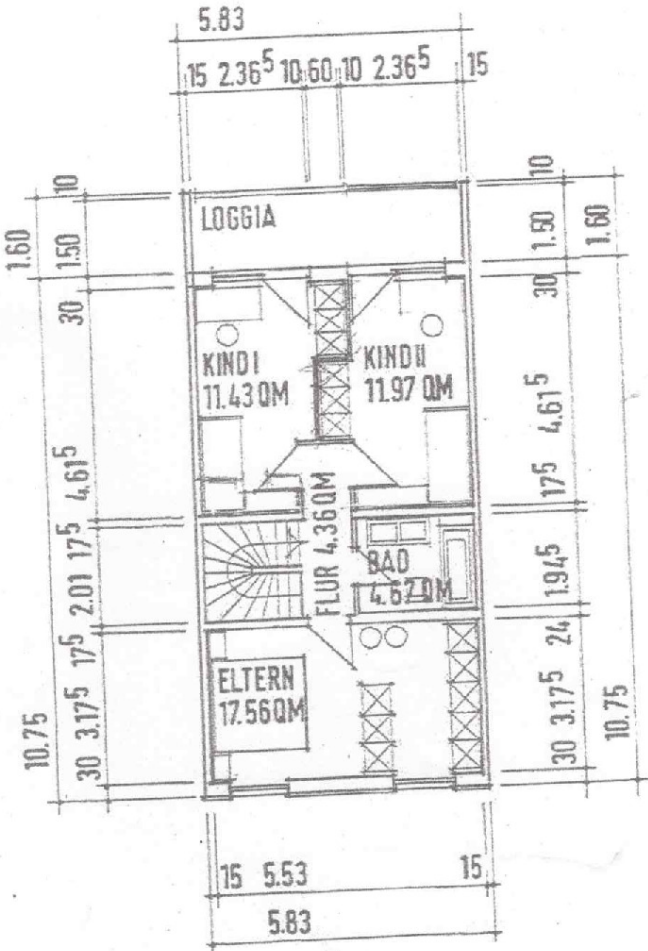 5.83
15 2.36⁵ 10 60 10 2.36⁵ 15
10
1.60
1.50
30
4.61⁵
17⁵
2.01
17⁵
3.17⁵
30
10.75
LOGGIA
KIND I
11.43 QM
KIND II
11.97 QM
FLUR 4.36 QM
BAD
4.62 QM
ELTERN
17.56 QM
10
1.50
1.60
30
4.61⁵
17⁵
1.94⁵
24
3.17⁵
30
10.75
15 5.53 15
5.83